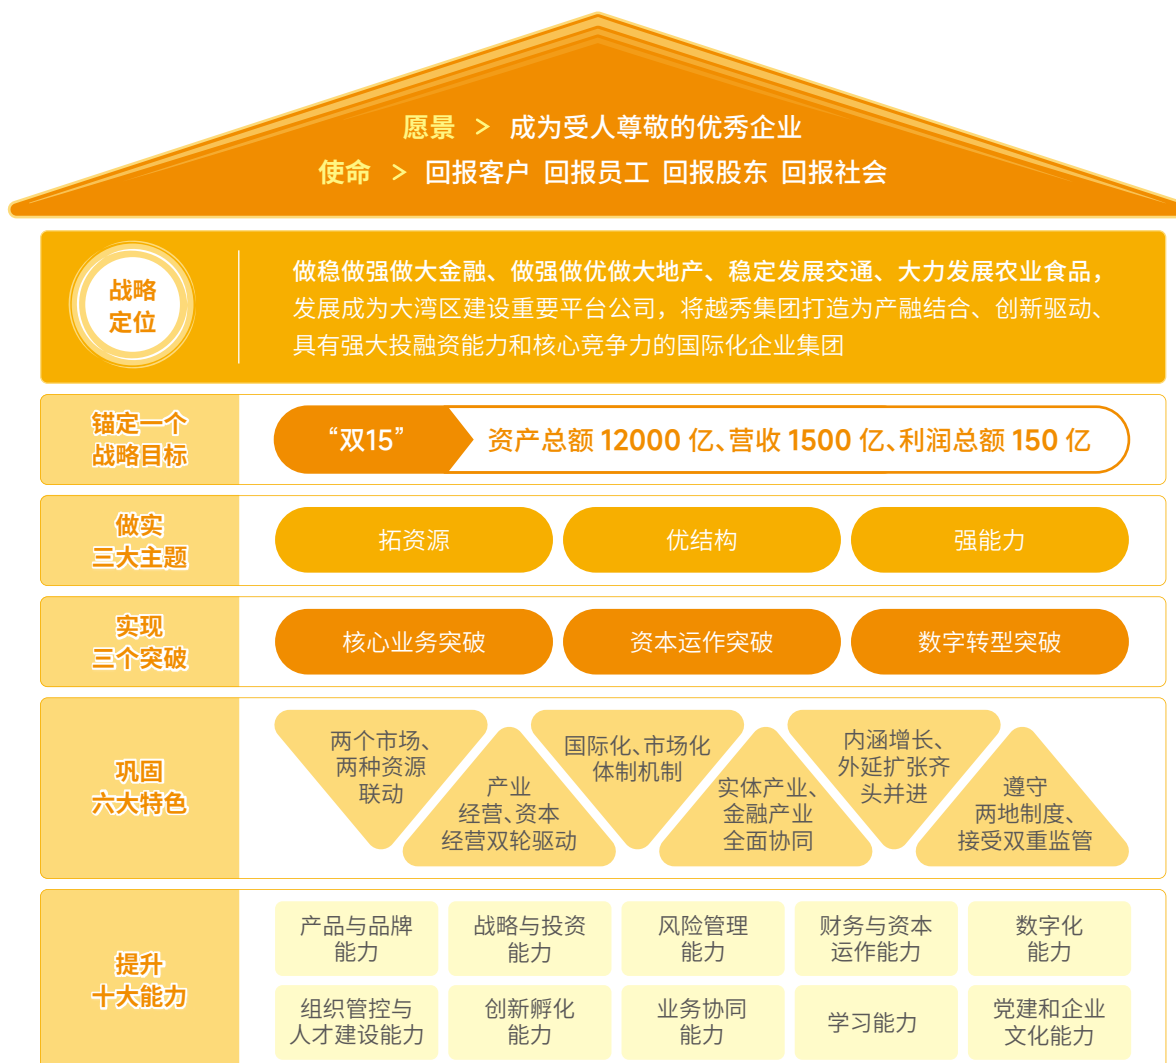 愿景 > 成为受人尊敬的优秀企业
使命 > 回报客户 回报员工 回报股东 回报社会
战略
定位
做稳做强做大金融、做强做优做大地产、稳定发展交通、大力发展农业食品，
发展成为大湾区建设重要平台公司，将越秀集团打造为产融结合、创新驱动、
具有强大投融资能力和核心竞争力的国际化企业集团
锚定一个
战略目标
“双15”
资产总额 12000 亿、营收 1500 亿、利润总额 150 亿
做实
三大主题
拓资源
优结构
强能力
实现
三个突破
核心业务突破
资本运作突破
数字转型突破
巩固
六大特色
两个市场、
两种资源
联动
产业
经营、资本
经营双轮驱动
国际化、市场化
体制机制
实体产业、
金融产业
全面协同
内涵增长、
外延扩张齐
头并进
遵守
两地制度、
接受双重监管
提升
十大能力
产品与品牌
能力
战略与投资
能力
风险管理
能力
财务与资本
运作能力
数字化
能力
组织管控与
人才建设能力
创新孵化
能力
业务协同
能力
学习能力
党建和企业
文化能力